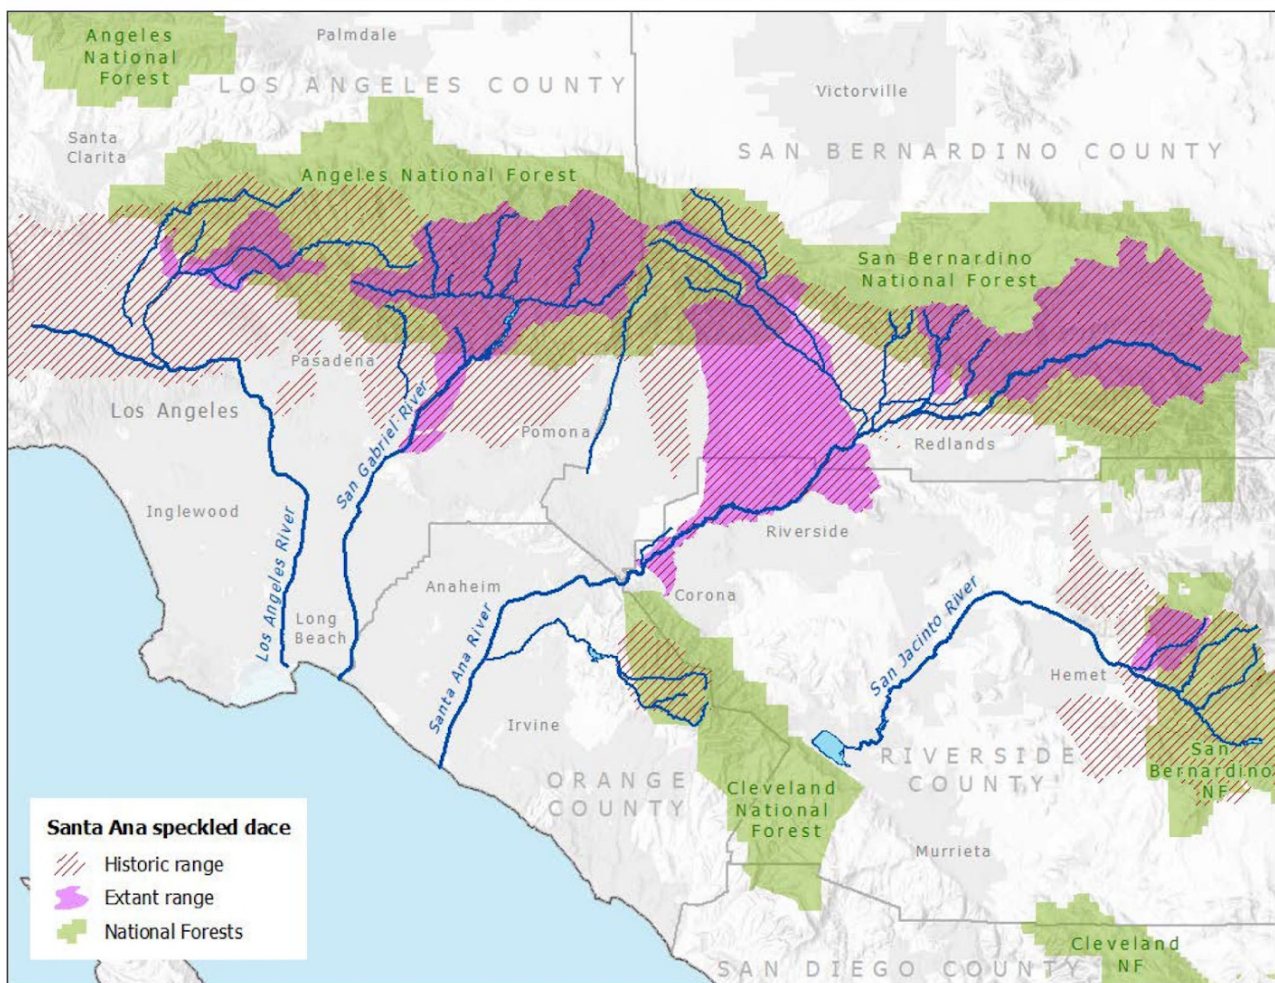 Angeles
National
Forest
Palmdale
LOS ANGELES COUNTY
Victorville
Santa
Clarita
SAN BERNARDINO COUNTY
Angeles National Forest
San Bernardino
National Forest
Pasadena
Los Angeles
San Gabriel River
Pomona
Redlands
Inglewood
Los Angeles River
Riverside
Anaheim
Corona
Long
Beach
Santa Ana River
San Jacinto River
Hemet
Irvine
ORANGE
COUNTY
RIVERSIDE
COUNTY
San
Bernardino
NF
Cleveland
National
Forest
Murrieta
Santa Ana speckled dace
Historic range
Extant range
National Forests
Cleveland
NF
SAN DIEGO COUNTY